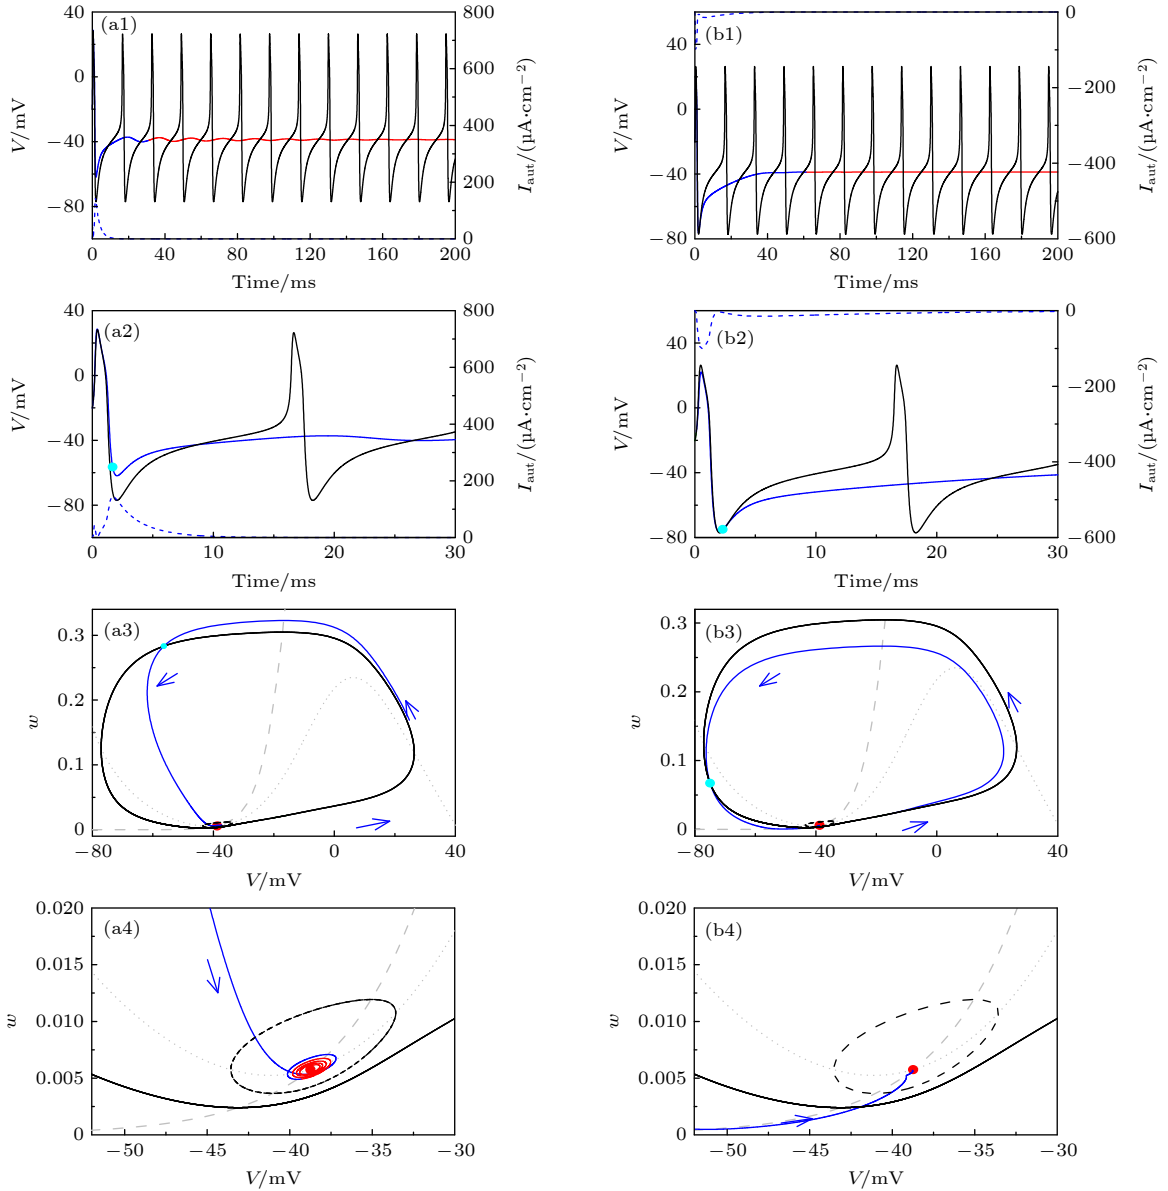 (a1)
40
0
−40
−80
V/mV
800
600
400
200
0
I_aut/(μA·cm⁻²)
0 40 80 120 160 200
Time/ms
(b1)
40
0
−40
−80
V/mV
0
−200
−400
−600
I_aut/(μA·cm⁻²)
0 40 80 120 160 200
Time/ms
(a2)
40
0
−40
−80
V/mV
800
600
400
200
0
I_aut/(μA·cm⁻²)
0 10 20 30
Time/ms
(b2)
40
0
−40
−80
V/mV
0
−200
−400
−600
I_aut/(μA·cm⁻²)
0 10 20 30
Time/ms
(a3)
0.3
0.2
0.1
0
w
−80 −40 0 40
V/mV
(b3)
0.3
0.2
0.1
0
w
−80 −40 0 40
V/mV
(a4)
0.020
0.015
0.010
0.005
0
w
−50 −45 −40 −35 −30
V/mV
(b4)
0.020
0.015
0.010
0.005
0
w
−50 −45 −40 −35 −30
V/mV